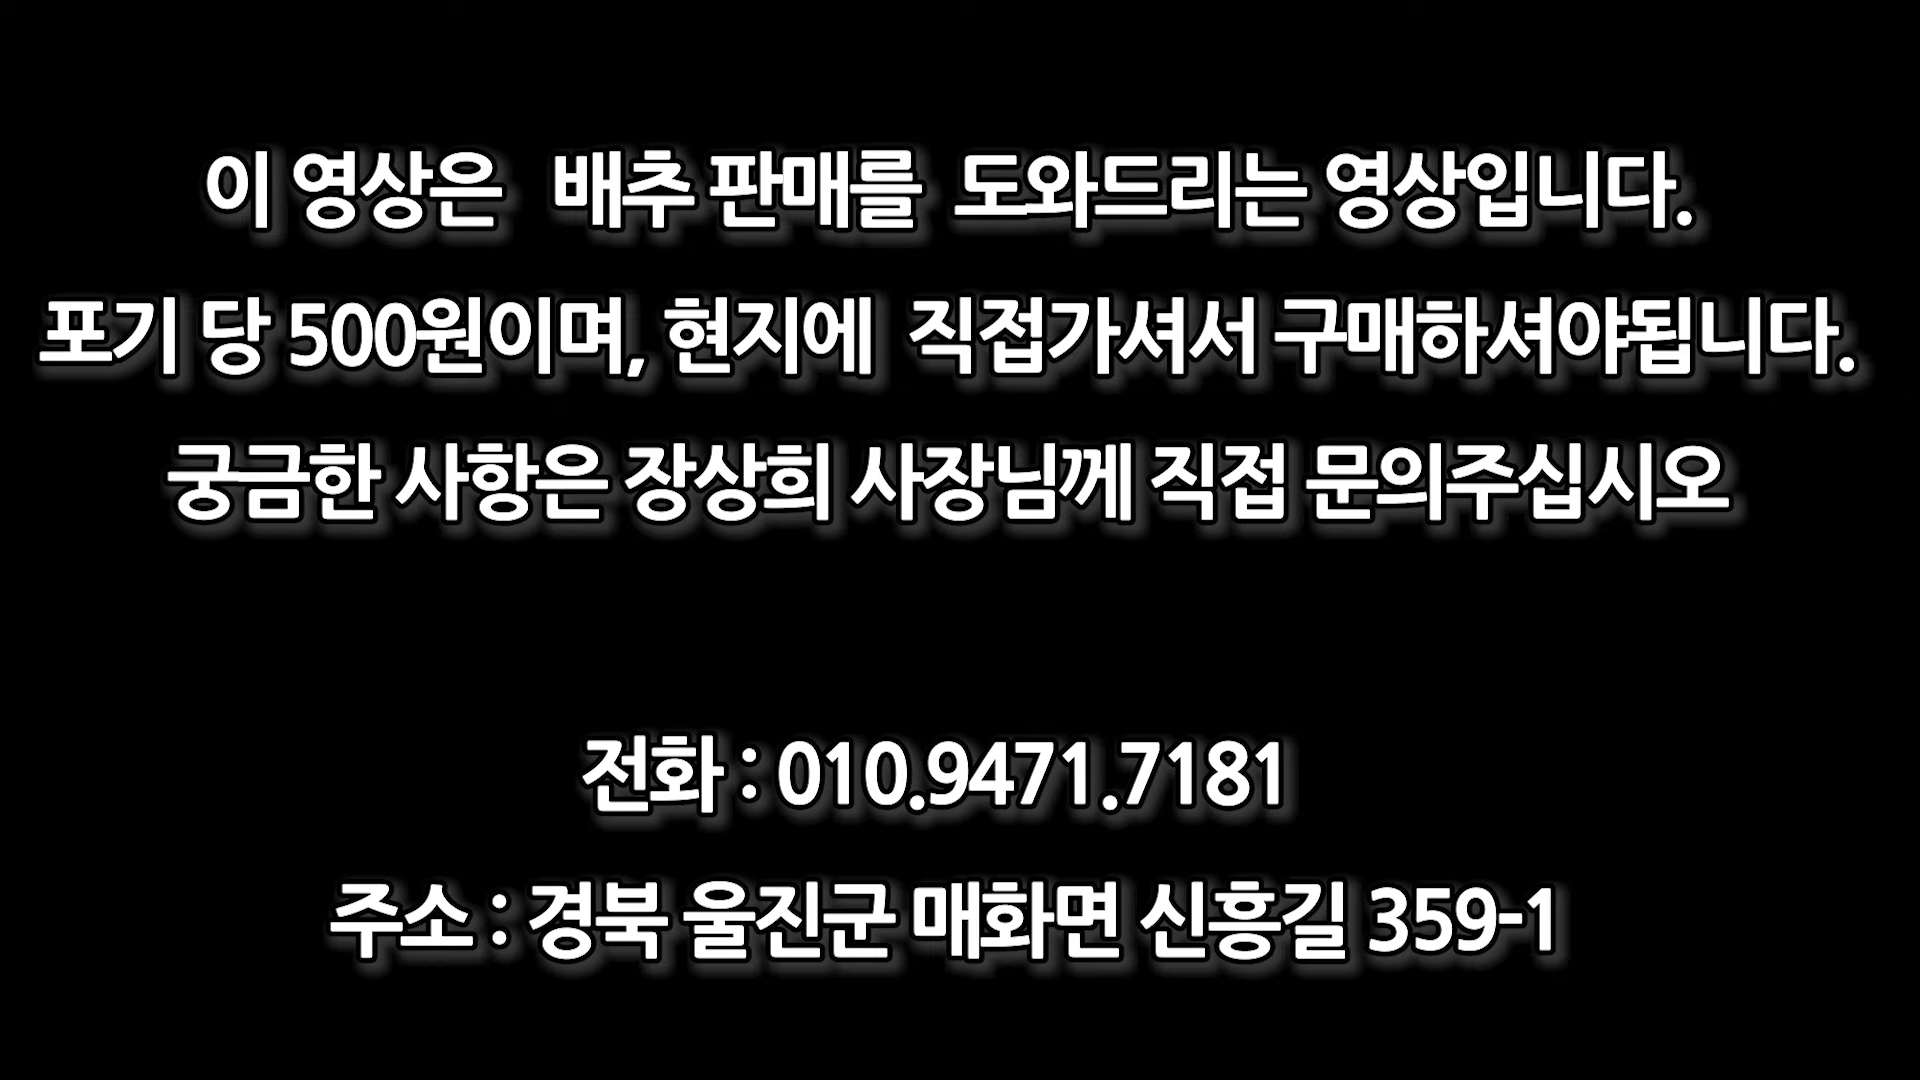 이 영상은 배추 판매를 도와드리는 영상입니다.
포기 당 500원이며, 현지에 직접가셔서 구매하셔야됩니다.
궁금한 사항은 장상희 사장님께 직접 문의주십시오
전화 : 010.9471.7181
주소 : 경북 울진군 매화면 신흥길 359-1